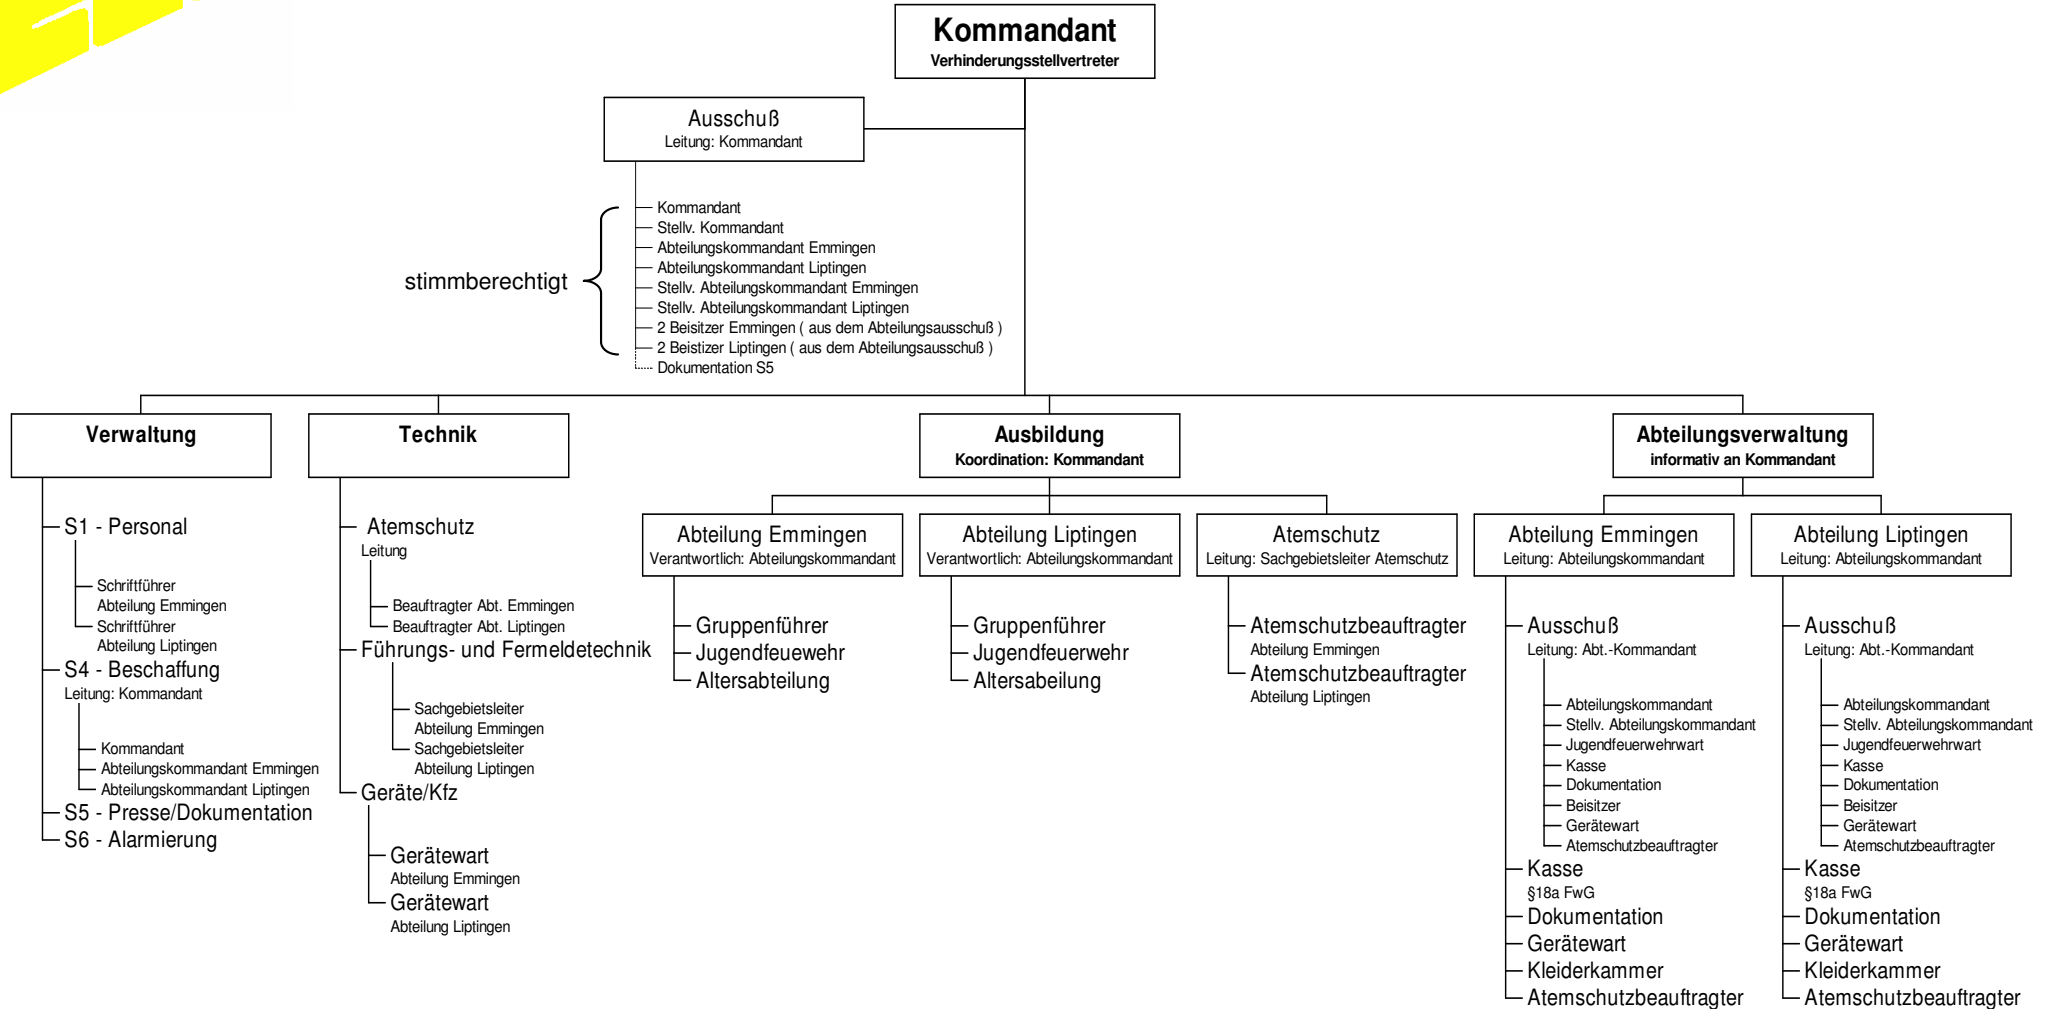 Kommandant
Verhinderungsstellvertreter
Ausschuß
Leitung: Kommandant
stimmberechtigt
Kommandant
Stellv. Kommandant
Abteilungskommandant Emmingen
Abteilungskommandant Liptingen
Stellv. Abteilungskommandant Emmingen
Stellv. Abteilungskommandant Liptingen
2 Beisitzer Emmingen ( aus dem Abteilungsausschuß )
2 Beistizer Liptingen ( aus dem Abteilungsausschuß )
Dokumentation S5
Verwaltung
S1 - Personal
Schriftführer
Abteilung Emmingen
Schriftführer
Abteilung Liptingen
S4 - Beschaffung
Leitung: Kommandant
Kommandant
Abteilungskommandant Emmingen
Abteilungskommandant Liptingen
S5 - Presse/Dokumentation
S6 - Alarmierung
Technik
Atemschutz
Leitung
Beauftragter Abt. Emmingen
Beauftragter Abt. Liptingen
Führungs- und Fermeldetechnik
Sachgebietsleiter
Abteilung Emmingen
Sachgebietsleiter
Abteilung Liptingen
Geräte/Kfz
Gerätewart
Abteilung Emmingen
Gerätewart
Abteilung Liptingen
Ausbildung
Koordination: Kommandant
Abteilung Emmingen
Verantwortlich: Abteilungskommandant
Gruppenführer
Jugendfeuewehr
Altersabteilung
Abteilung Liptingen
Verantwortlich: Abteilungskommandant
Gruppenführer
Jugendfeuerwehr
Altersabeilung
Atemschutz
Leitung: Sachgebietsleiter Atemschutz
Atemschutzbeauftragter
Abteilung Emmingen
Atemschutzbeauftragter
Abteilung Liptingen
Abteilungsverwaltung
informativ an Kommandant
Abteilung Emmingen
Leitung: Abteilungskommandant
Ausschuß
Leitung: Abt.-Kommandant
Abteilungskommandant
Stellv. Abteilungskommandant
Jugendfeuerwehrwart
Kasse
Dokumentation
Beisitzer
Gerätewart
Atemschutzbeauftragter
Kasse
§18a FwG
Dokumentation
Gerätewart
Kleiderkammer
Atemschutzbeauftragter
Abteilung Liptingen
Leitung: Abteilungskommandant
Ausschuß
Leitung: Abt.-Kommandant
Abteilungskommandant
Stellv. Abteilungskommandant
Jugendfeuerwehrwart
Kasse
Dokumentation
Beisitzer
Gerätewart
Atemschutzbeauftragter
Kasse
§18a FwG
Dokumentation
Gerätewart
Kleiderkammer
Atemschutzbeauftragter